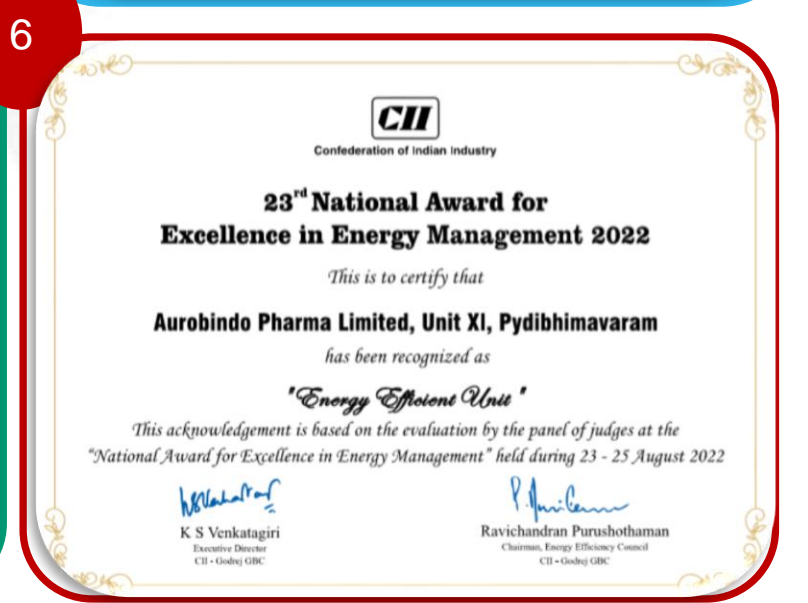 6
CII
Confederation of Indian Industry
23rd National Award for
Excellence in Energy Management 2022
This is to certify that
Aurobindo Pharma Limited, Unit XI, Pydibhimavaram
has been recognized as
"Energy Efficient Unit"
This acknowledgement is based on the evaluation by the panel of judges at the
"National Award for Excellence in Energy Management" held during 23 - 25 August 2022
K S Venkatagiri
Executive Director
CII - Godrej GBC
Ravichandran Purushothaman
Chairman, Energy Efficiency Council
CII - Godrej GBC